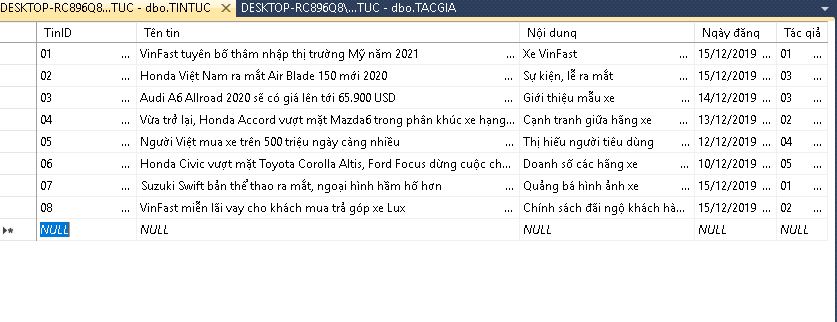 DESKTOP-RC896Q8...TUC - dbo.TINTUC DESKTOP-RC896Q8\...TUC - dbo.TACGIA
TinID Tên tin Nội dung Ngày đăng Tác giả
01 ... VinFast tuyên bố thâm nhập thị trường Mỹ năm 2021 ... Xe VinFast ... 15/12/2019 ... 01 ...
02 ... Honda Việt Nam ra mắt Air Blade 150 mới 2020 ... Sự kiện, lễ ra mắt ... 15/12/2019 ... 03 ...
03 ... Audi A6 Allroad 2020 sẽ có giá lên tới 65.900 USD ... Giới thiệu mẫu xe ... 14/12/2019 ... 03 ...
04 ... Vừa trở lại, Honda Accord vượt mặt Mazda6 trong phân khúc xe hạng... Cạnh tranh giữa hãng xe ... 13/12/2019 ... 02 ...
05 ... Người Việt mua xe trên 500 triệu ngày càng nhiều ... Thị hiếu người tiêu dùng ... 12/12/2019 ... 04 ...
06 ... Honda Civic vượt mặt Toyota Corolla Altis, Ford Focus dừng cuộc ch... Doanh số các hãng xe ... 10/12/2019 ... 05 ...
07 ... Suzuki Swift bản thể thao ra mắt, ngoại hình hầm hố hơn ... Quảng bá hình ảnh xe ... 15/12/2019 ... 01 ...
08 ... VinFast miễn lãi vay cho khách mua trả góp xe Lux ... Chính sách đãi ngộ khách hà... 15/12/2019 ... 02 ...
NULL NULL NULL NULL NULL